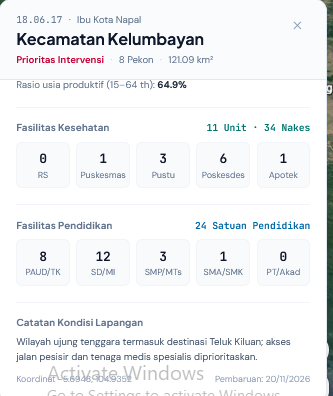 18.06.17 · Ibu Kota Napal
Kecamatan Kelumbayan
Prioritas Intervensi · 8 Pekon · 121.09 km²
Rasio usia produktif (15–64 th): 64.9%
Fasilitas Kesehatan 11 Unit · 34 Nakes
0 1 3 6 1
RS Puskesmas Pustu Poskesdes Apotek
Fasilitas Pendidikan 24 Satuan Pendidikan
8 12 3 1 0
PAUD/TK SD/MI SMP/MTs SMA/SMK PT/Akad
Catatan Kondisi Lapangan
Wilayah ujung tenggara termasuk destinasi Teluk Kiluan; akses
jalan pesisir dan tenaga medis spesialis diprioritaskan.
Activate Windows
Koordinat Pembaruan: 20/11/2026
Go to Settings to activate Windows.